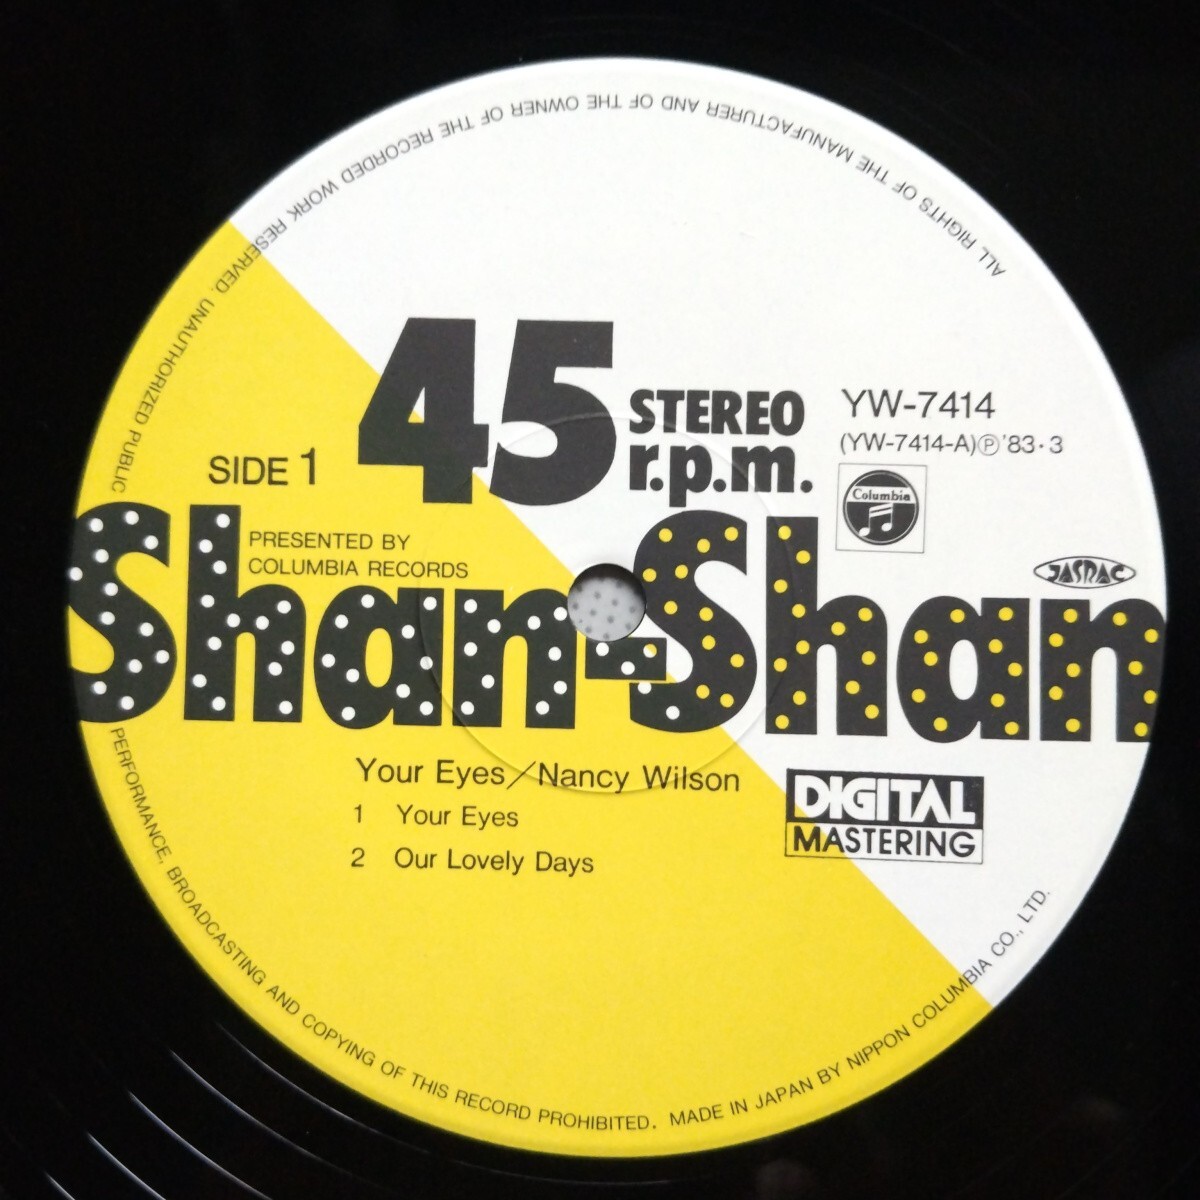 ALL RIGHTS OF THE MANUFACTURER AND OF THE OWNER OF THE RECORDED WORK RESERVED. UNAUTHORIZED PUBLIC
PERFORMANCE, BROADCASTING AND COPYING OF THIS RECORD PROHIBITED. MADE IN JAPAN BY NIPPON COLUMBIA CO., LTD.
45 STEREO
r.p.m.
YW-7414
(YW-7414-A)Ⓟ'83・3
SIDE 1
Columbia
PRESENTED BY
COLUMBIA RECORDS
JASRAC
Shan-Shan
Your Eyes／Nancy Wilson
1 Your Eyes
2 Our Lovely Days
DIGITAL
MASTERING